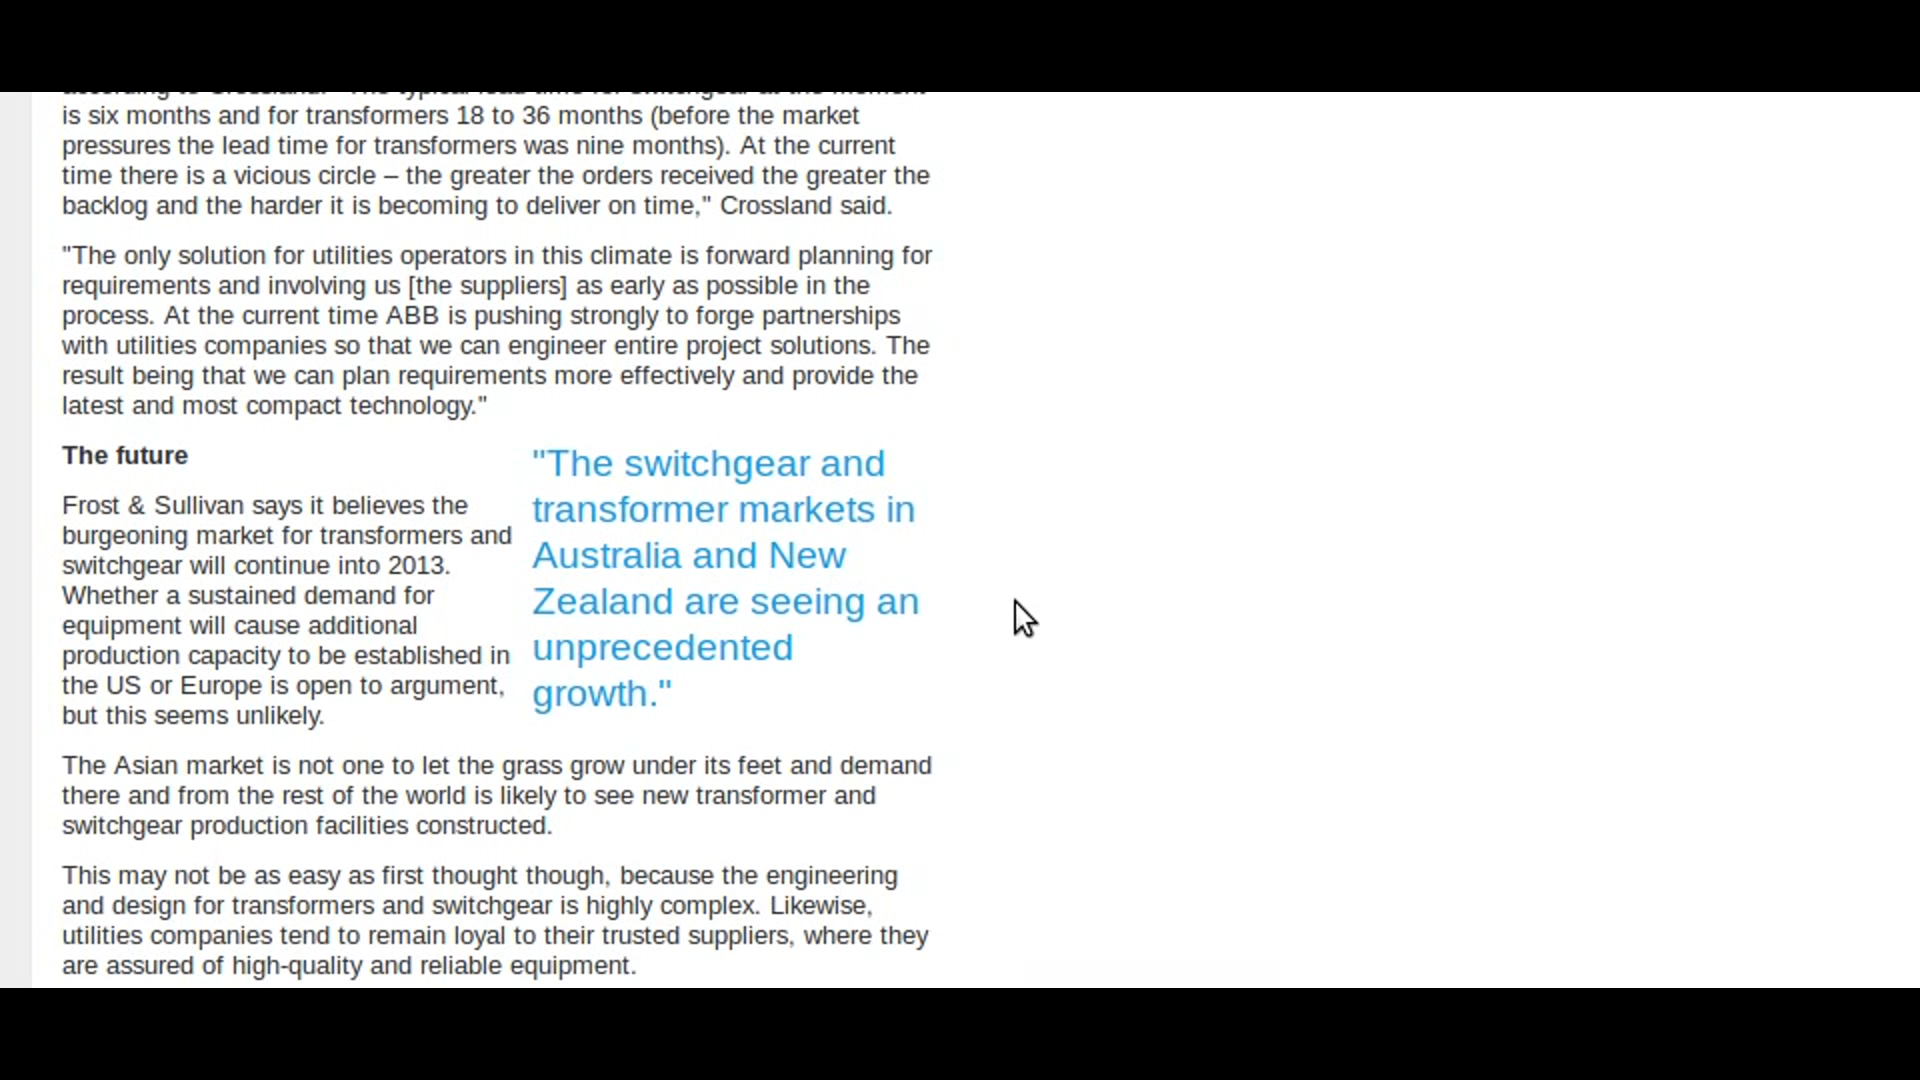 is six months and for transformers 18 to 36 months (before the market
pressures the lead time for transformers was nine months). At the current
time there is a vicious circle – the greater the orders received the greater the
backlog and the harder it is becoming to deliver on time," Crossland said.
"The only solution for utilities operators in this climate is forward planning for
requirements and involving us [the suppliers] as early as possible in the
process. At the current time ABB is pushing strongly to forge partnerships
with utilities companies so that we can engineer entire project solutions. The
result being that we can plan requirements more effectively and provide the
latest and most compact technology."
The future
Frost & Sullivan says it believes the
burgeoning market for transformers and
switchgear will continue into 2013.
Whether a sustained demand for
equipment will cause additional
production capacity to be established in
the US or Europe is open to argument,
but this seems unlikely.
"The switchgear and
transformer markets in
Australia and New
Zealand are seeing an
unprecedented
growth."
The Asian market is not one to let the grass grow under its feet and demand
there and from the rest of the world is likely to see new transformer and
switchgear production facilities constructed.
This may not be as easy as first thought though, because the engineering
and design for transformers and switchgear is highly complex. Likewise,
utilities companies tend to remain loyal to their trusted suppliers, where they
are assured of high-quality and reliable equipment.